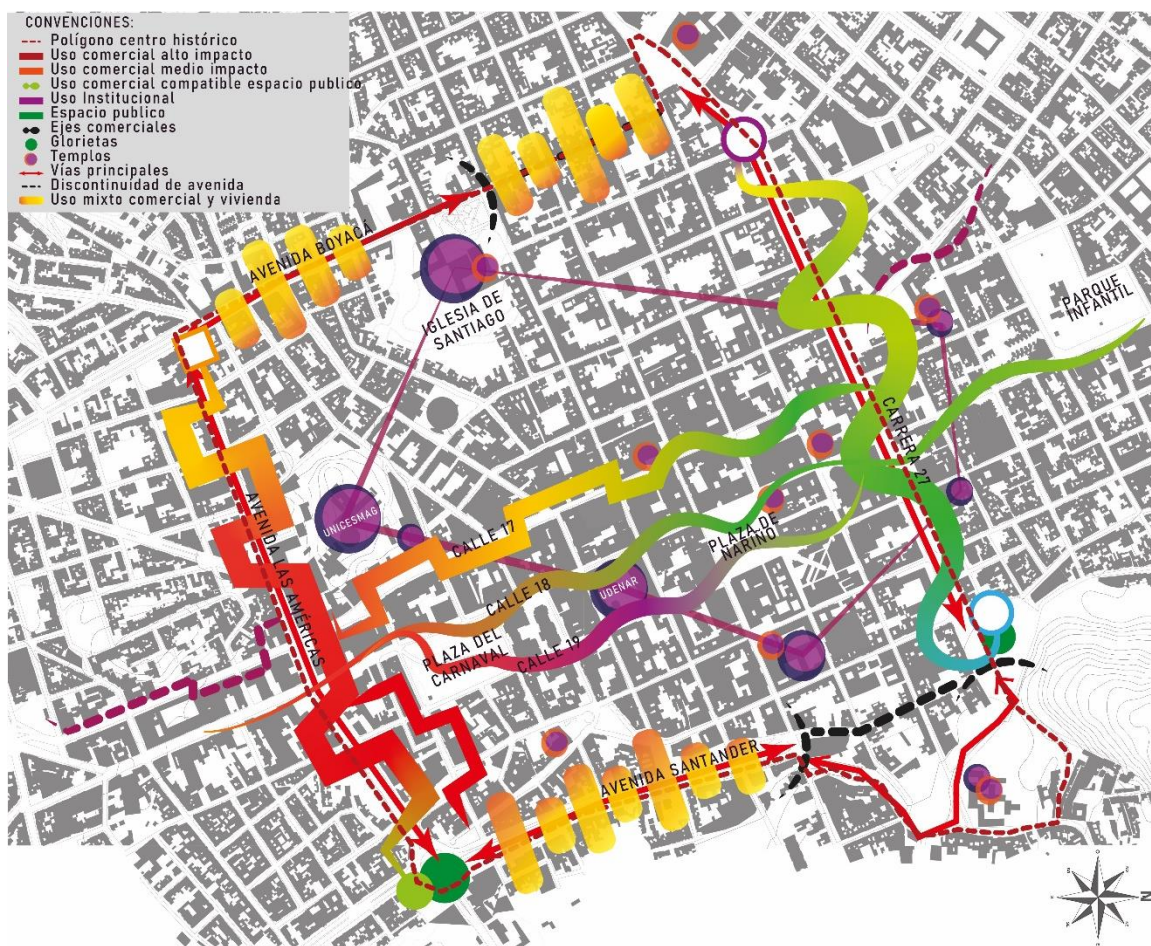 CONVENCIONES:
Polígono centro histórico
Uso comercial alto impacto
Uso comercial medio impacto
Uso comercial compatible espacio publico
Uso Institucional
Espacio publico
Ejes comerciales
Glorietas
Templos
Vías principales
Discontinuidad de avenida
Uso mixto comercial y vivienda
AVENIDA BOYACÁ
IGLESIA DE
SANTIAGO
PARQUE
INFANTÍL
CARRERA 27
AVENIDA LAS AMÉRICAS
UNICESMAG
CALLE 17
PLAZA DE
NARIÑO
CALLE 18
UDENAR
PLAZA DEL
CARNAVAL
CALLE 19
AVENIDA SANTANDER
N